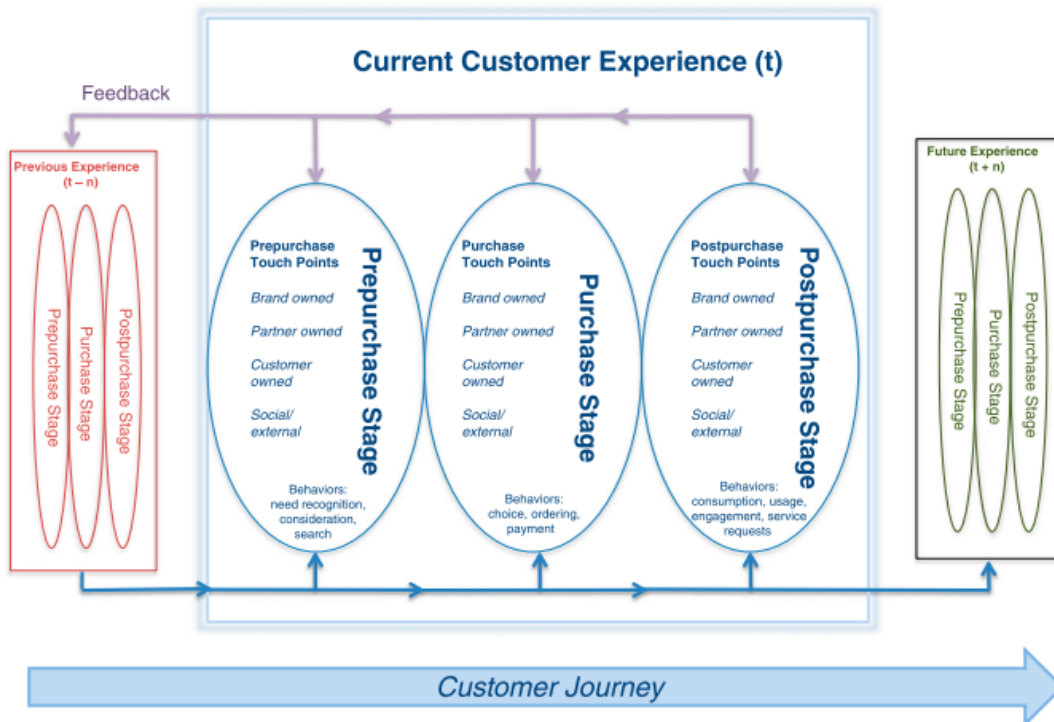 Current Customer Experience (t)
Feedback
Previous Experience
(t – n)
Prepurchase Stage
Purchase Stage
Postpurchase Stage
Prepurchase
Touch Points
Brand owned
Partner owned
Customer
owned
Social/
external
Prepurchase Stage
Behaviors:
need recognition,
consideration,
search
Purchase
Touch Points
Brand owned
Partner owned
Customer
owned
Social/
external
Purchase Stage
Behaviors:
choice, ordering,
payment
Postpurchase
Touch Points
Brand owned
Partner owned
Customer
owned
Social/
external
Postpurchase Stage
Behaviors:
consumption, usage,
engagement, service
requests
Future Experience
(t + n)
Prepurchase Stage
Purchase Stage
Postpurchase Stage
Customer Journey